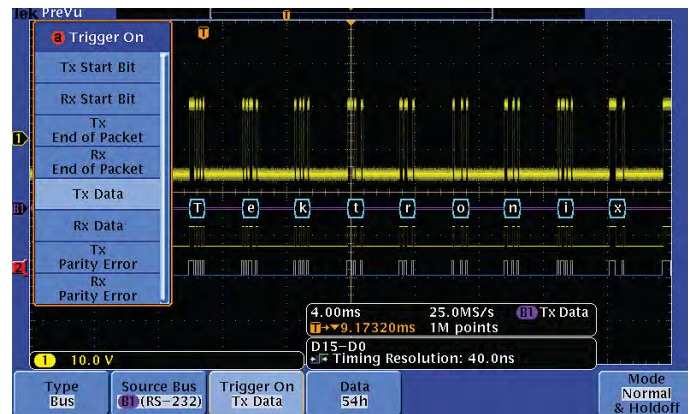 Tek PreVu
T
a Trigger On
T
Tx Start Bit
Rx Start Bit
Tx
End of Packet
Rx
End of Packet
Tx Data
Rx Data
Tx
Parity Error
Rx
Parity Error
1
B1
T e k t r o n i x
2
4.00ms 25.0MS/s B1 Tx Data
T→▼9.17320ms 1M points
D15-D0
Timing Resolution: 40.0ns
1 10.0 V
Type
Bus
Source Bus
B1 (RS-232)
Trigger On
Tx Data
Data
54h
Mode
Normal
& Holdoff